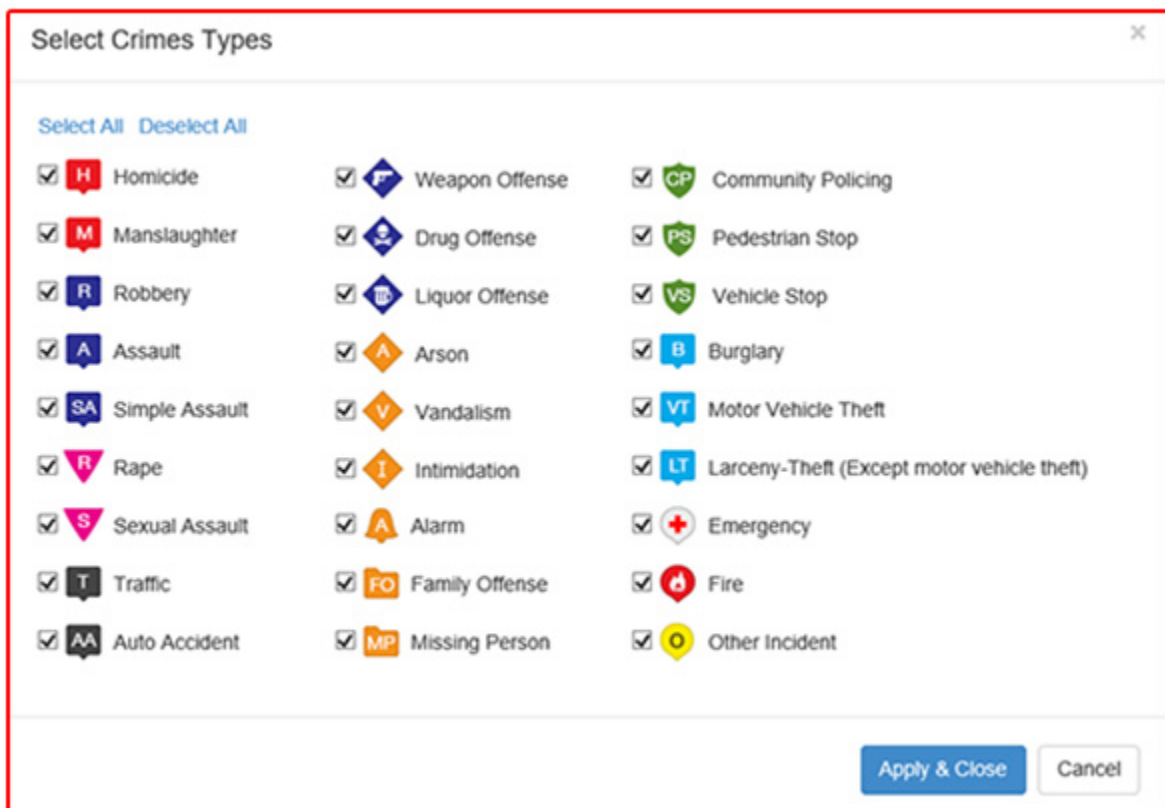 Select Crimes Types
×
Select All Deselect All
H Homicide
M Manslaughter
R Robbery
A Assault
SA Simple Assault
R Rape
S Sexual Assault
T Traffic
AA Auto Accident
Weapon Offense
Drug Offense
Liquor Offense
A Arson
V Vandalism
I Intimidation
A Alarm
FO Family Offense
MP Missing Person
CP Community Policing
PS Pedestrian Stop
VS Vehicle Stop
B Burglary
VT Motor Vehicle Theft
LT Larceny-Theft (Except motor vehicle theft)
Emergency
Fire
O Other Incident
Apply & Close Cancel